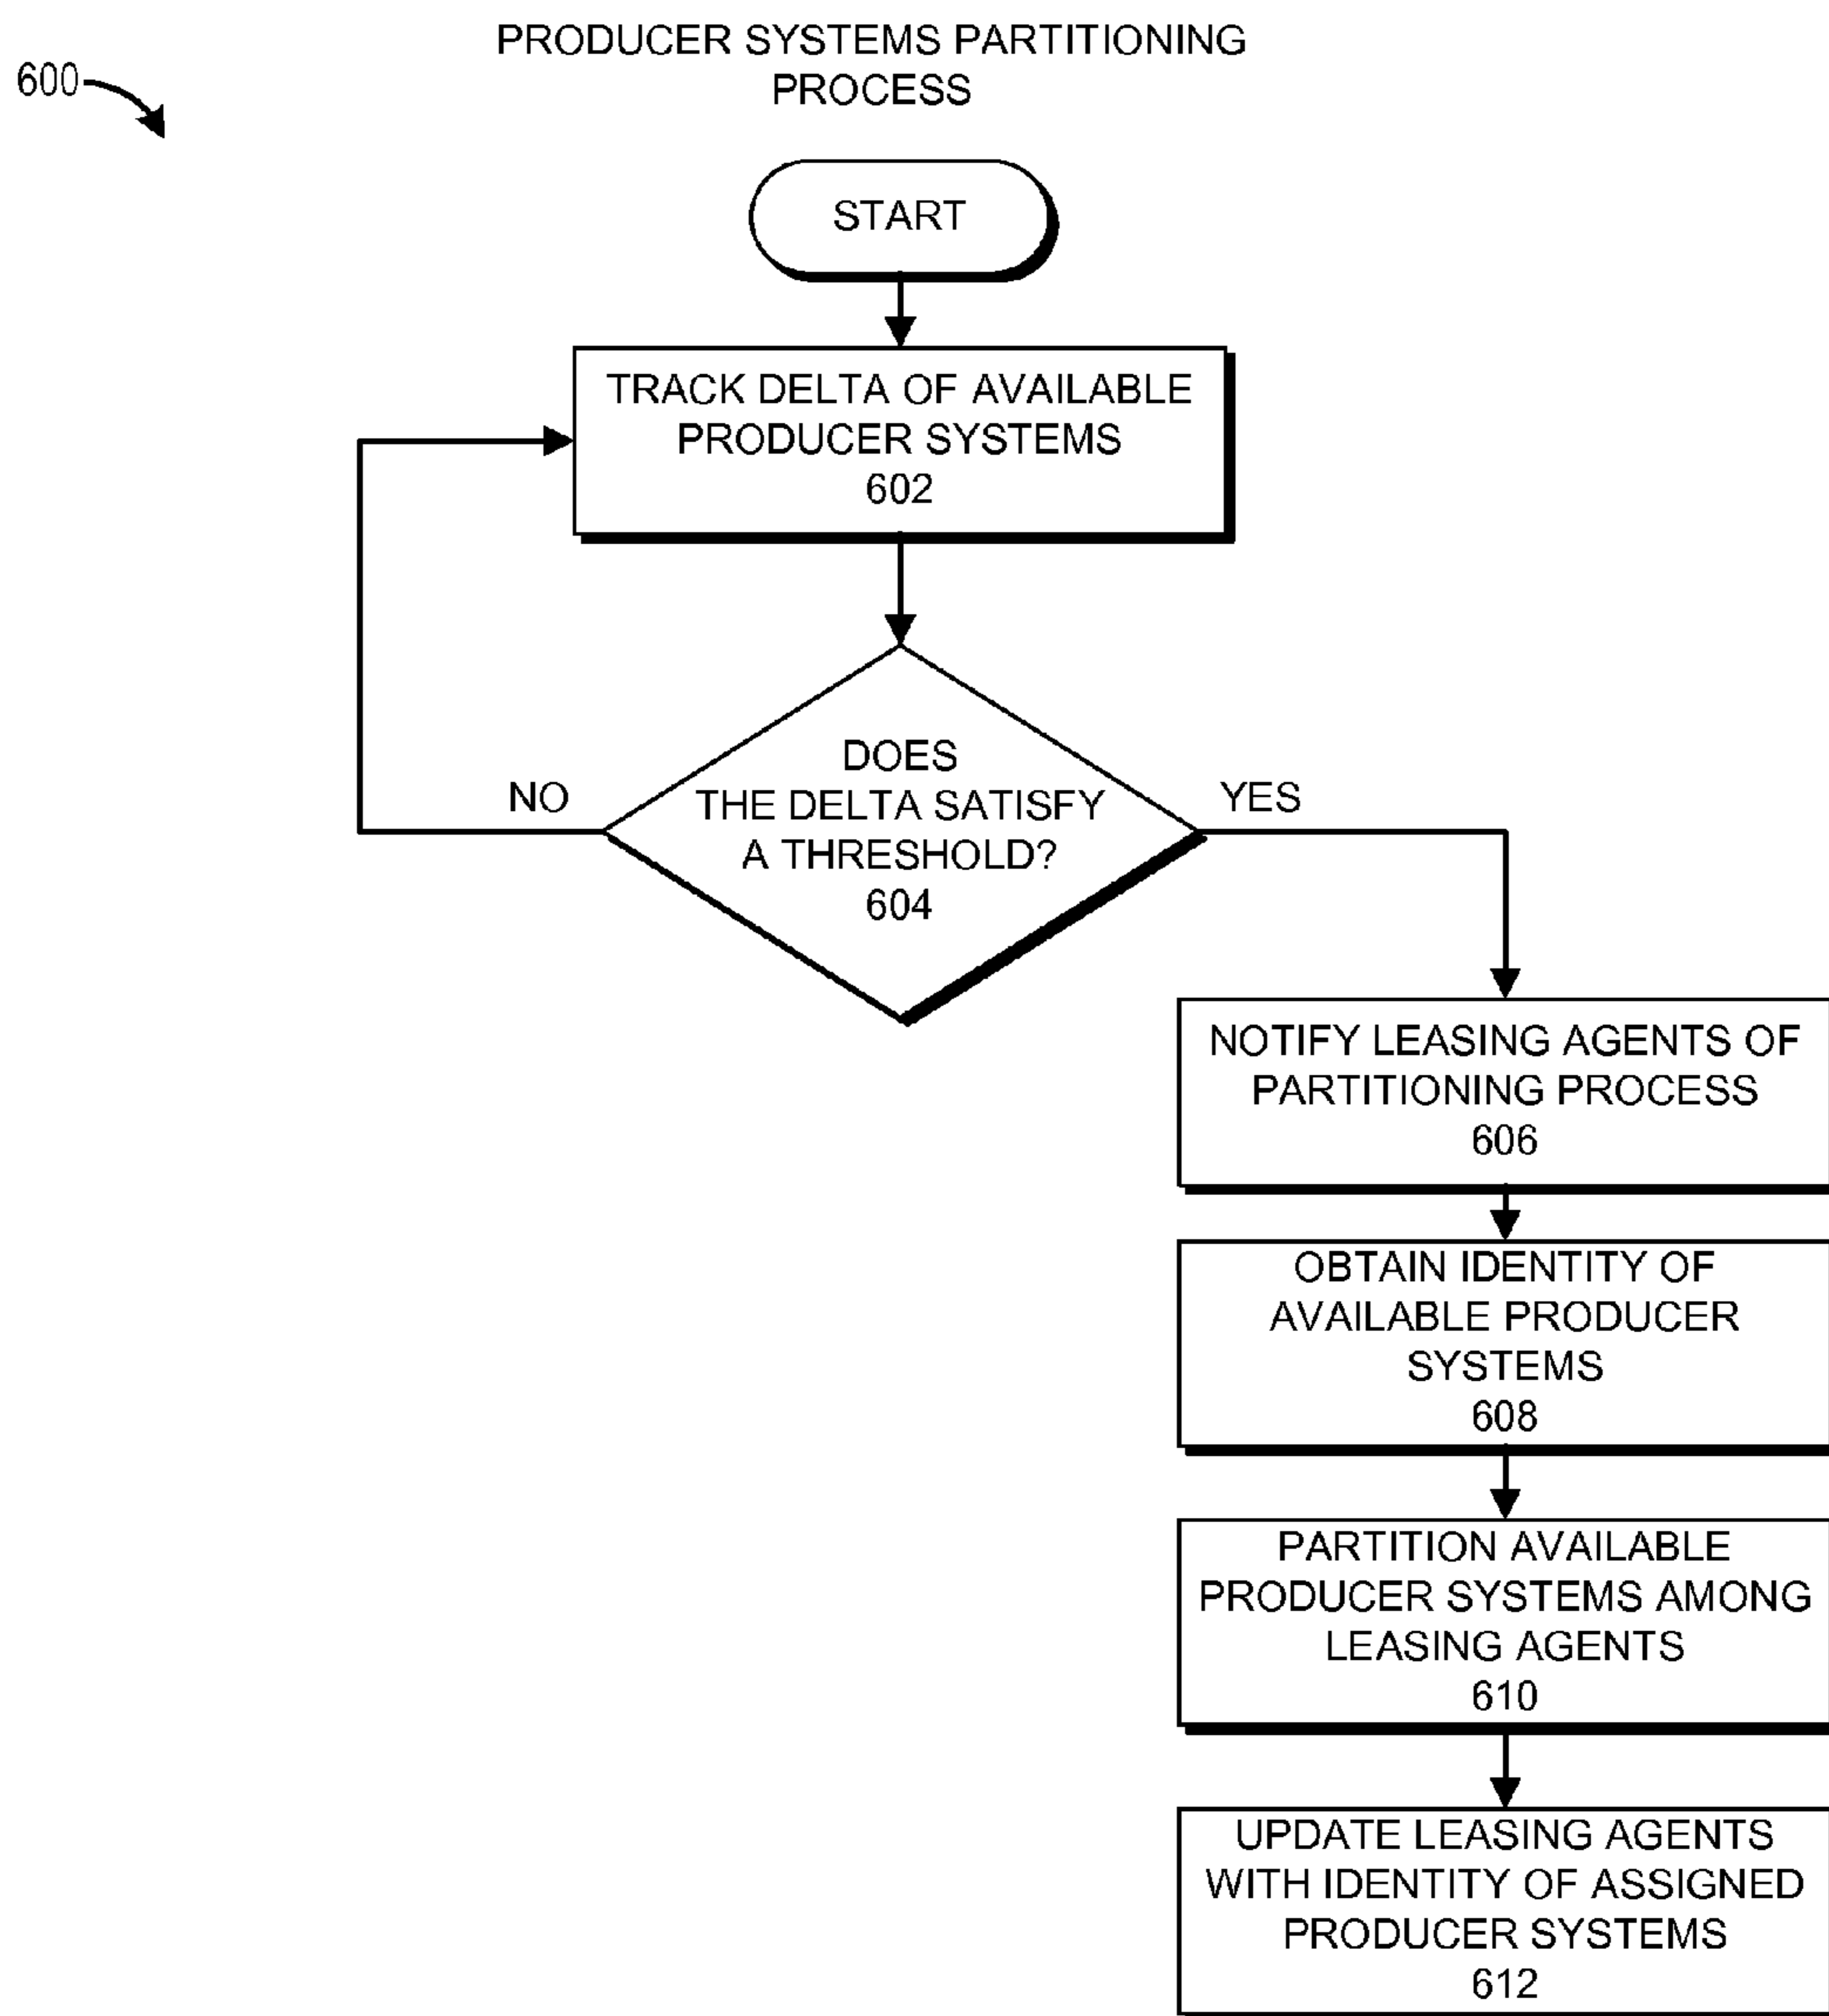 PRODUCER SYSTEMS PARTITIONING
PROCESS
600
START
TRACK DELTA OF AVAILABLE
PRODUCER SYSTEMS
602
DOES
THE DELTA SATISFY
A THRESHOLD?
604
NO
YES
NOTIFY LEASING AGENTS OF
PARTITIONING PROCESS
606
OBTAIN IDENTITY OF
AVAILABLE PRODUCER
SYSTEMS
608
PARTITION AVAILABLE
PRODUCER SYSTEMS AMONG
LEASING AGENTS
610
UPDATE LEASING AGENTS
WITH IDENTITY OF ASSIGNED
PRODUCER SYSTEMS
612